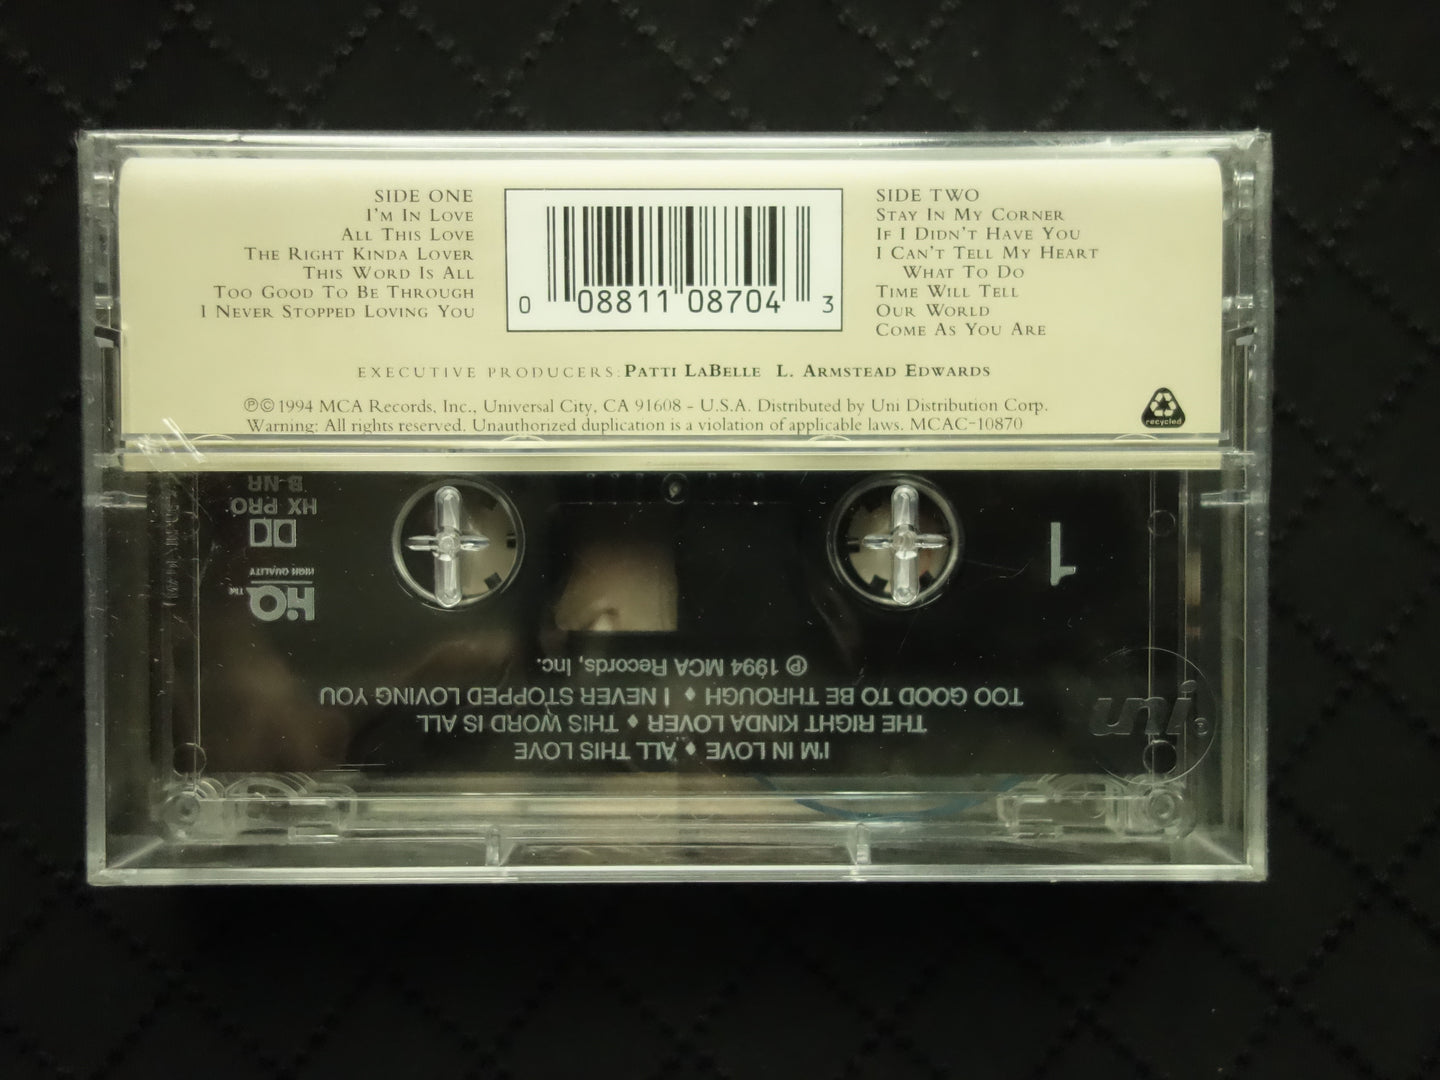 SIDE ONE
I'M IN LOVE
ALL THIS LOVE
THE RIGHT KINDA LOVER
THIS WORD IS ALL
TOO GOOD TO BE THROUGH
I NEVER STOPPED LOVING YOU
0 08811 08704 3
SIDE TWO
STAY IN MY CORNER
IF I DIDN'T HAVE YOU
I CAN'T TELL MY HEART
WHAT TO DO
TIME WILL TELL
OUR WORLD
COME AS YOU ARE
EXECUTIVE PRODUCERS: PATTI LABELLE L. ARMSTEAD EDWARDS
℗© 1994 MCA Records, Inc., Universal City, CA 91608 - U.S.A. Distributed by Uni Distribution Corp.
Warning: All rights reserved. Unauthorized duplication is a violation of applicable laws. MCAC-10870
recycled
I'M IN LOVE ♦ ALL THIS LOVE
THE RIGHT KINDA LOVER ♦ THIS WORD IS ALL
TOO GOOD TO BE THROUGH ♦ I NEVER STOPPED LOVING YOU
℗ 1994 MCA Records, Inc.
uni
1
HiQ™
HIGH QUALITY
HX PRO
B NR